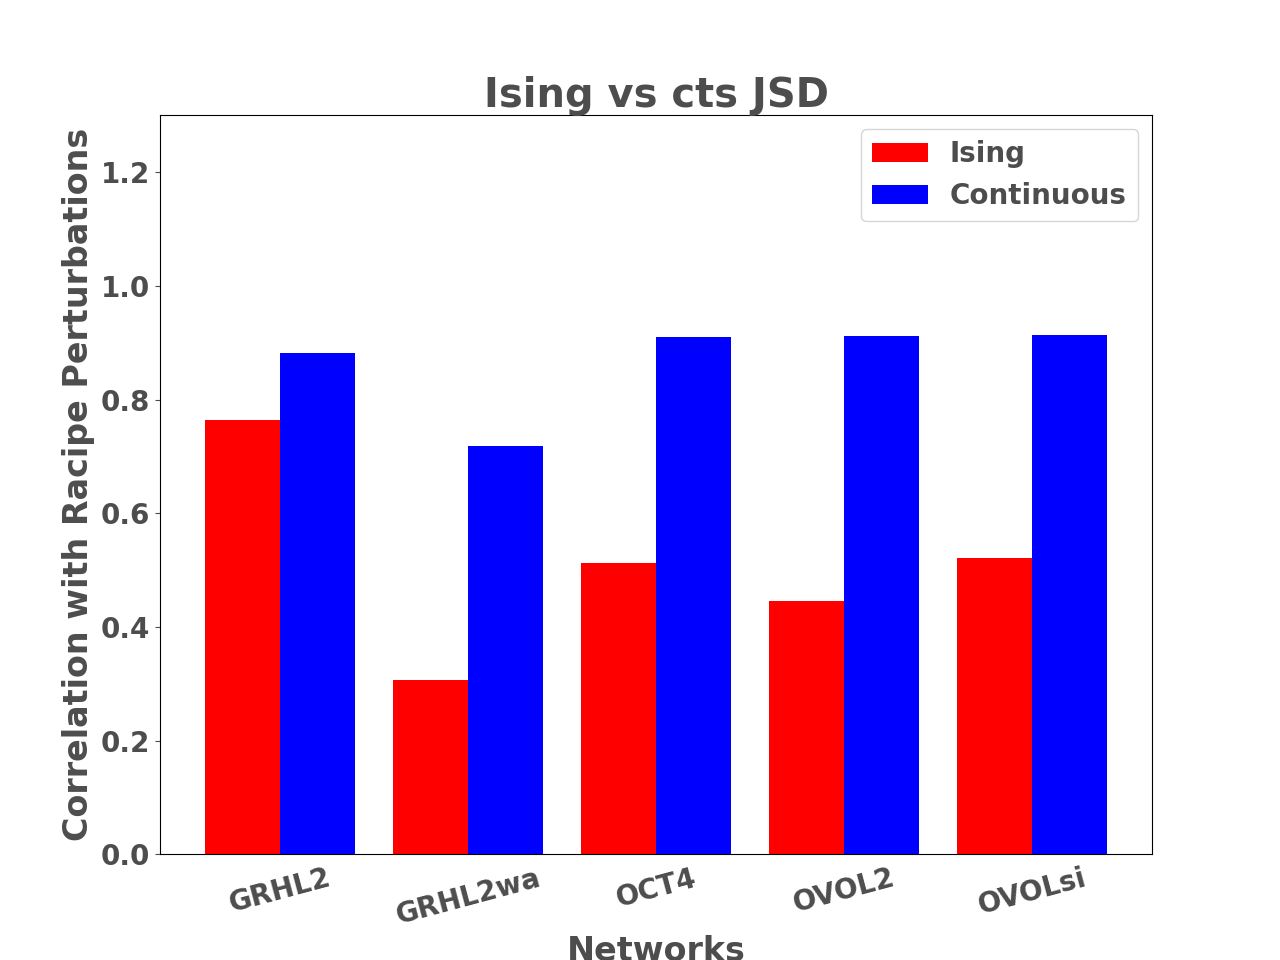 Ising vs cts JSD
Ising
Continuous
Correlation with Racipe Perturbations
1.2
1.0
0.8
0.6
0.4
0.2
0.0
GRHL2
GRHL2wa
OCT4
OVOL2
OVOLsi
Networks